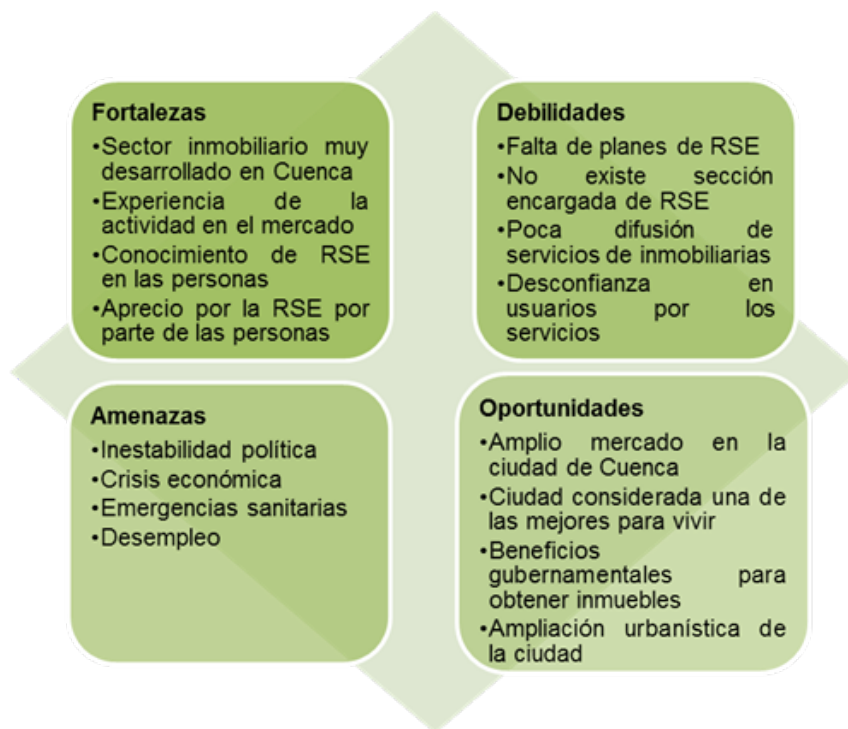 Fortalezas
•Sector inmobiliario muy
desarrollado en Cuenca
•Experiencia de la
actividad en el mercado
•Conocimiento de RSE
en las personas
•Aprecio por la RSE por
parte de las personas
Debilidades
•Falta de planes de RSE
•No existe sección
encargada de RSE
•Poca difusión de
servicios de inmobiliarias
•Desconfianza en
usuarios por los
servicios
Amenazas
•Inestabilidad política
•Crisis económica
•Emergencias sanitarias
•Desempleo
Oportunidades
•Amplio mercado en la
ciudad de Cuenca
•Ciudad considerada una de
las mejores para vivir
•Beneficios
gubernamentales para
obtener inmuebles
•Ampliación urbanística de
la ciudad